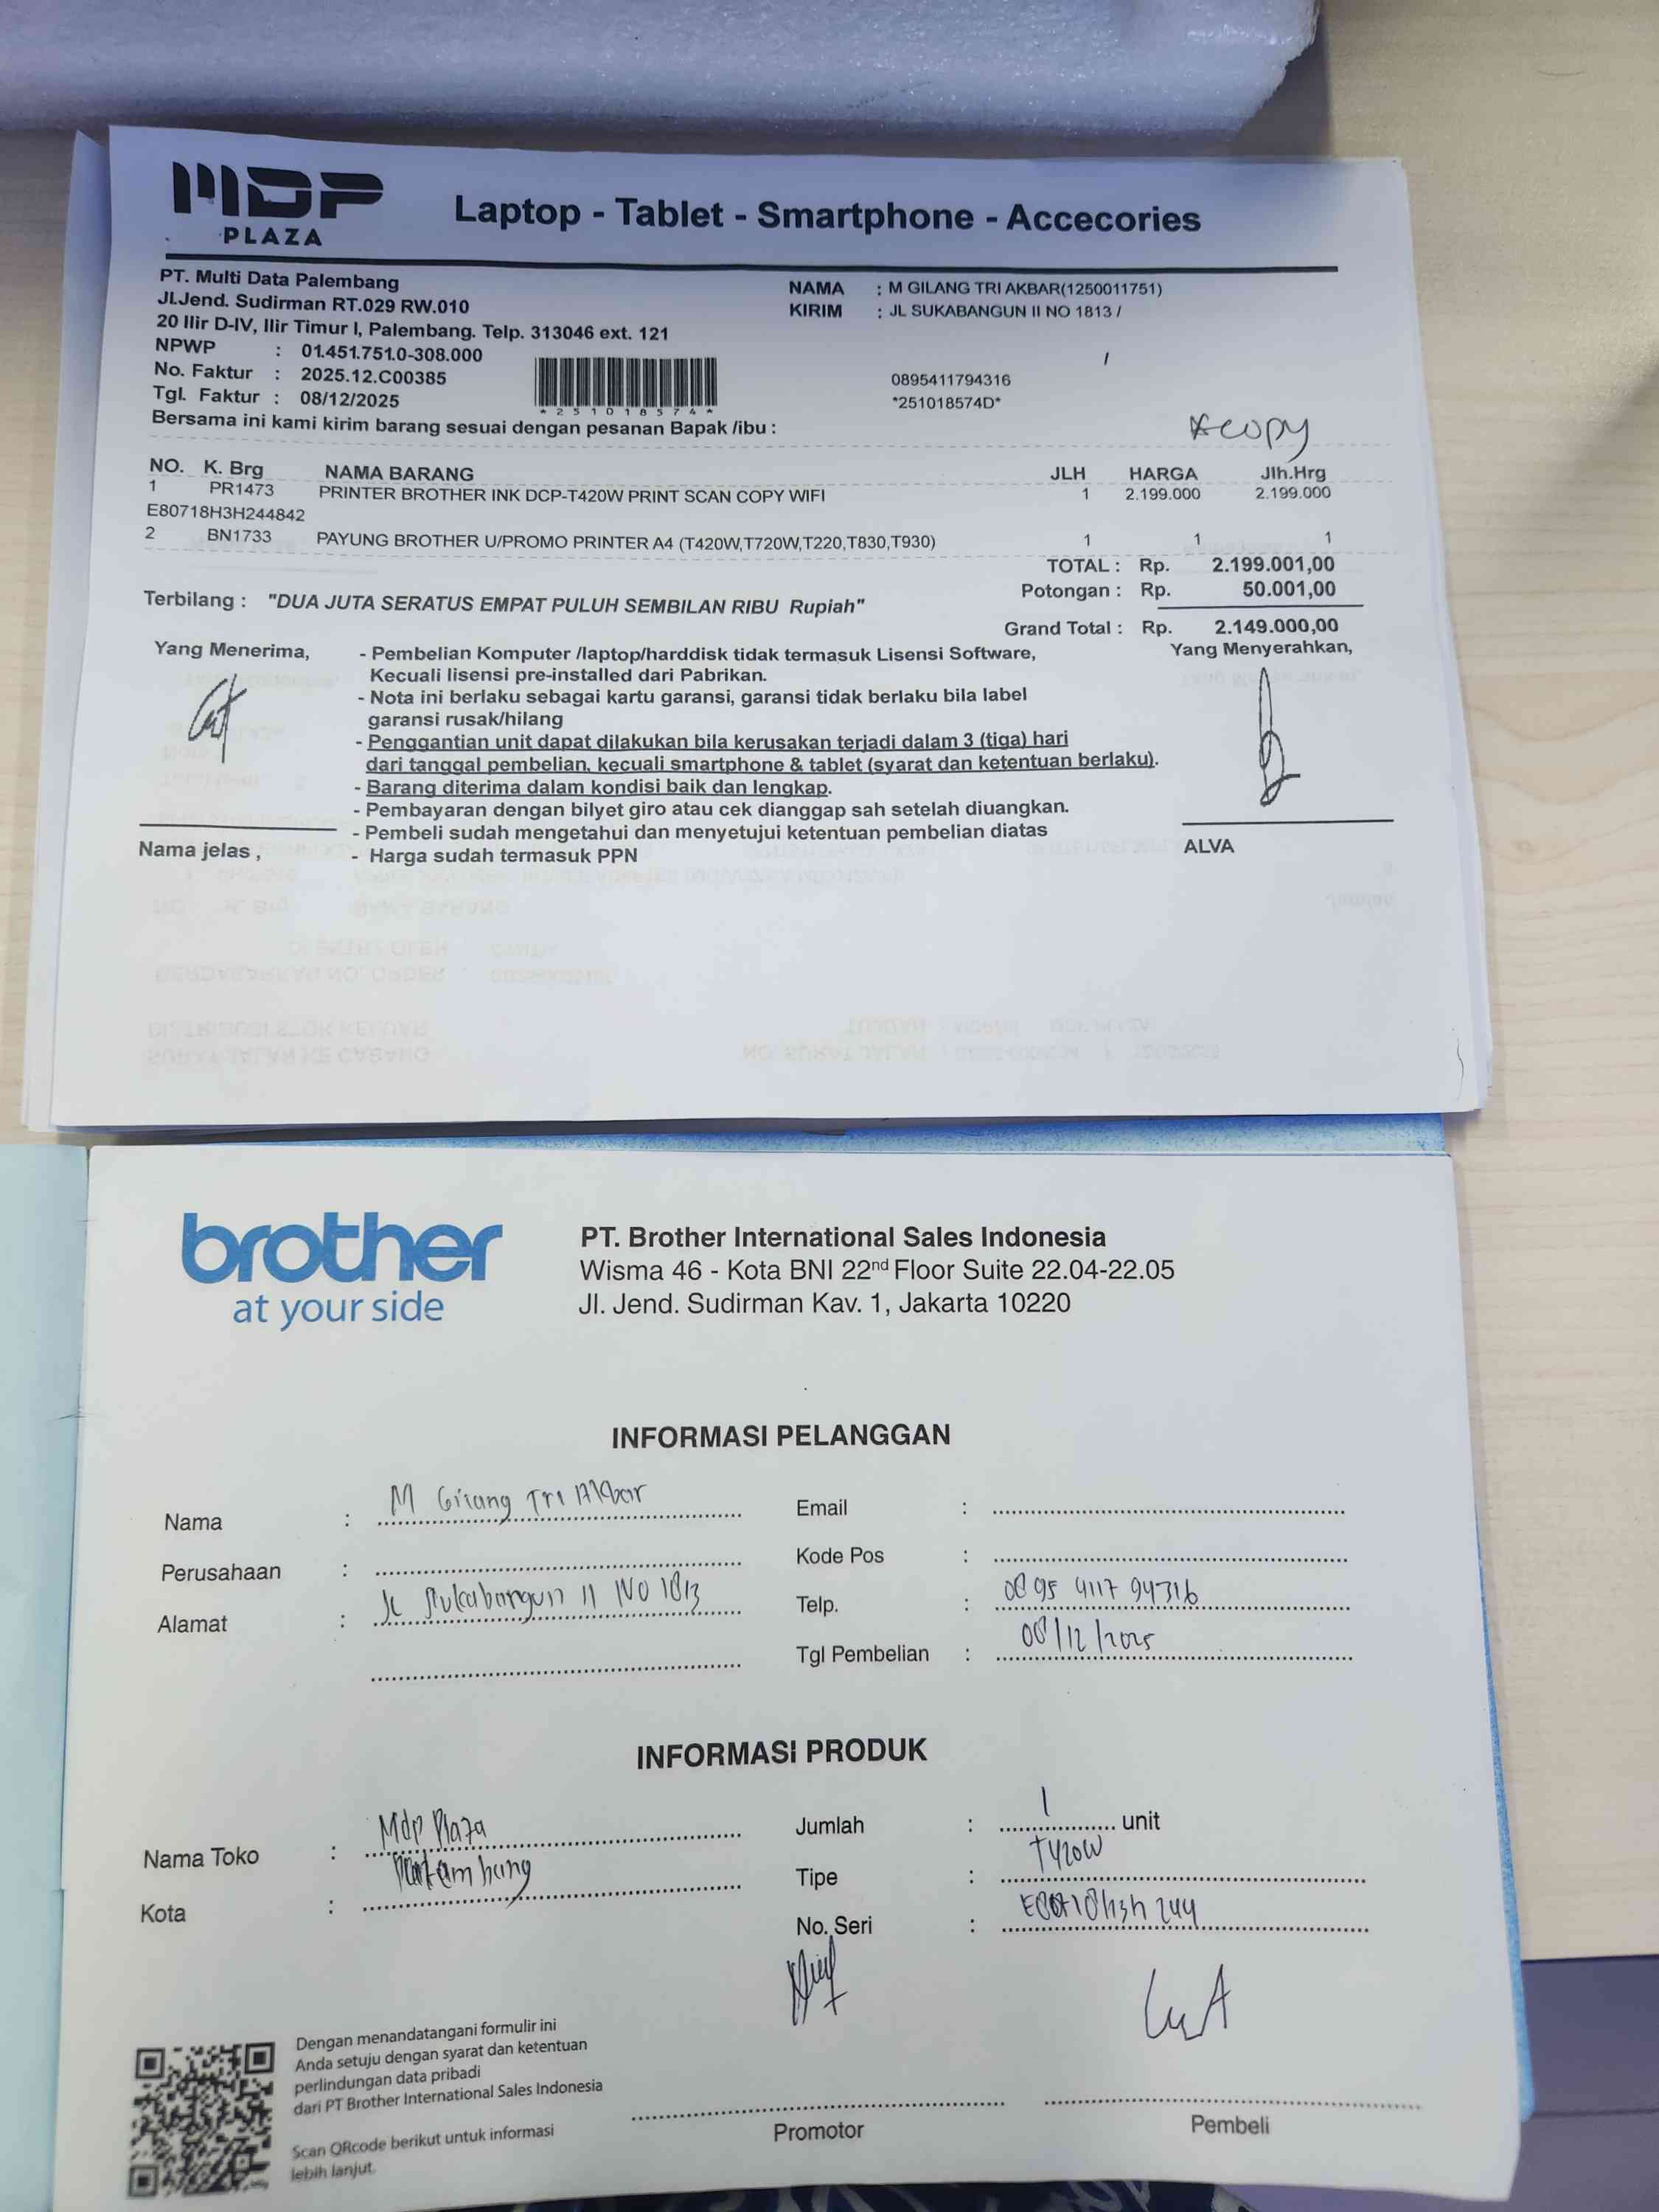 MDP
PLAZA
Laptop - Tablet - Smartphone - Accecories
PT. Multi Data Palembang
Jl.Jend. Sudirman RT.029 RW.010
20 Ilir D-IV, Ilir Timur I, Palembang. Telp. 313046 ext. 121
NPWP : 01.451.751.0-308.000
No. Faktur : 2025.12.C00385
Tgl. Faktur : 08/12/2025
*251018574*
NAMA : M GILANG TRI AKBAR(1250011751)
KIRIM : JL SUKABANGUN II NO 1813 /
/
0895411794316
*251018574D*
Bersama ini kami kirim barang sesuai dengan pesanan Bapak /ibu :
*copy
NO. K. Brg NAMA BARANG JLH HARGA Jlh.Hrg
1 PR1473 PRINTER BROTHER INK DCP-T420W PRINT SCAN COPY WIFI 1 2.199.000 2.199.000
E80718H3H244842
2 BN1733 PAYUNG BROTHER U/PROMO PRINTER A4 (T420W,T720W,T220,T830,T930) 1 1 1
TOTAL : Rp. 2.199.001,00
Potongan : Rp. 50.001,00
Terbilang : "DUA JUTA SERATUS EMPAT PULUH SEMBILAN RIBU Rupiah"
Grand Total : Rp. 2.149.000,00
Yang Menerima,
Yang Menyerahkan,
- Pembelian Komputer /laptop/harddisk tidak termasuk Lisensi Software,
Kecuali lisensi pre-installed dari Pabrikan.
- Nota ini berlaku sebagai kartu garansi, garansi tidak berlaku bila label
garansi rusak/hilang
- Penggantian unit dapat dilakukan bila kerusakan terjadi dalam 3 (tiga) hari
dari tanggal pembelian, kecuali smartphone & tablet (syarat dan ketentuan berlaku).
- Barang diterima dalam kondisi baik dan lengkap.
- Pembayaran dengan bilyet giro atau cek dianggap sah setelah diuangkan.
- Pembeli sudah mengetahui dan menyetujui ketentuan pembelian diatas
- Harga sudah termasuk PPN
Nama jelas ,
ALVA
brother
at your side
PT. Brother International Sales Indonesia
Wisma 46 - Kota BNI 22nd Floor Suite 22.04-22.05
Jl. Jend. Sudirman Kav. 1, Jakarta 10220
INFORMASI PELANGGAN
Nama : M Gilang Tri Akbar
Email :
Perusahaan :
Kode Pos :
Alamat : JL Sukabangun II NO 1813
Telp. : 0895 4117 94316
Tgl Pembelian : 08/12/2025
INFORMASI PRODUK
Nama Toko : Mdp Plaza
Jumlah : 1 unit
Kota : Palembang
Tipe : T420W
No. Seri : E80718H3H244
Dengan menandatangani formulir ini
Anda setuju dengan syarat dan ketentuan
perlindungan data pribadi
dari PT Brother International Sales Indonesia
Scan QRcode berikut untuk informasi
lebih lanjut.
Promotor
Pembeli